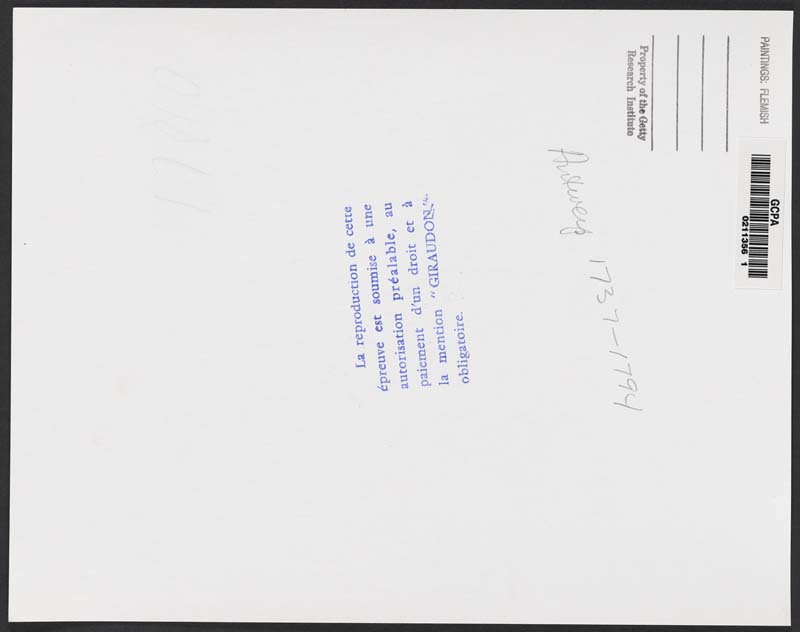 PAINTINGS: FLEMISH
Property of the Getty
Research Institute
GCPA
0211356 1
Antwerp 1737-1794
La reproduction de cette
épreuve est soumise à une
autorisation préalable, au
paiement d'un droit et à
la mention "GIRAUDON".
obligatoire.